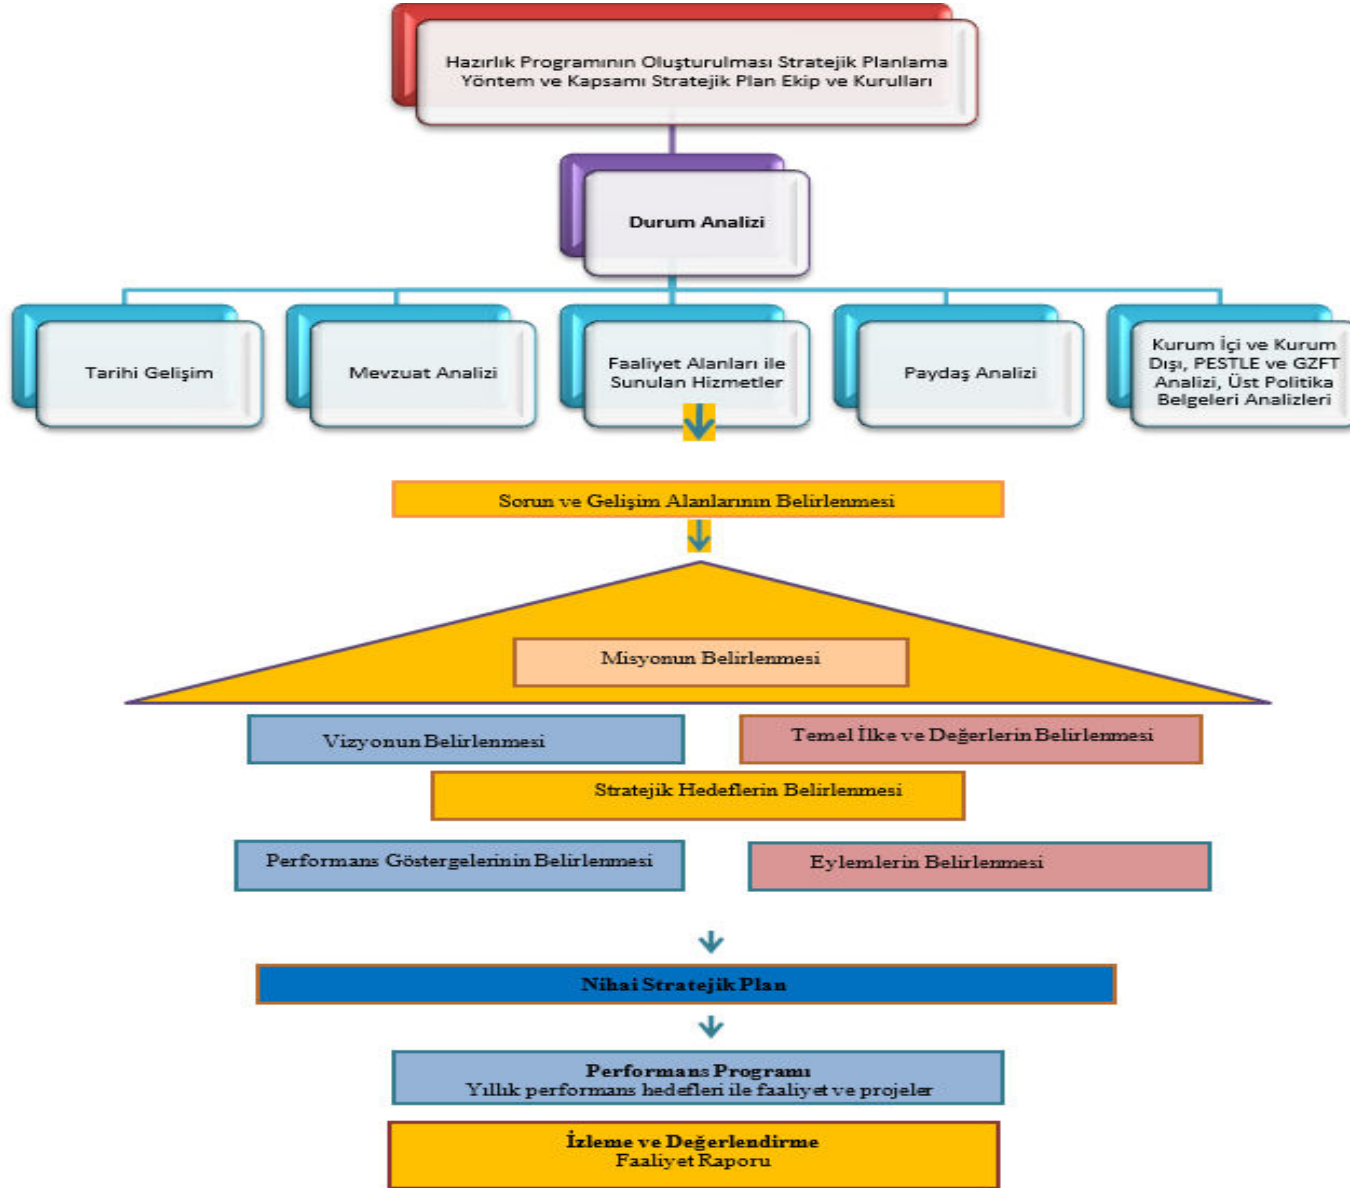 Hazırlık Programının Oluşturulması Stratejik Planlama
Yöntem ve Kapsamı Stratejik Plan Ekip ve Kurulları
Durum Analizi
Tarihi Gelişim
Mevzuat Analizi
Faaliyet Alanları ile
Sunulan Hizmetler
Paydaş Analizi
Kurum İçi ve Kurum
Dışı, PESTLE ve GZFT
Analizi, Üst Politika
Belgeleri Analizleri
Sorun ve Gelişim Alanlarının Belirlenmesi
Misyonun Belirlenmesi
Vizyonun Belirlenmesi
Temel İlke ve Değerlerin Belirlenmesi
Stratejik Hedeflerin Belirlenmesi
Performans Göstergelerinin Belirlenmesi
Eylemlerin Belirlenmesi
Nihai Stratejik Plan
Performans Programı
Yıllık performans hedefleri ile faaliyet ve projeler
İzleme ve Değerlendirme
Faaliyet Raporu